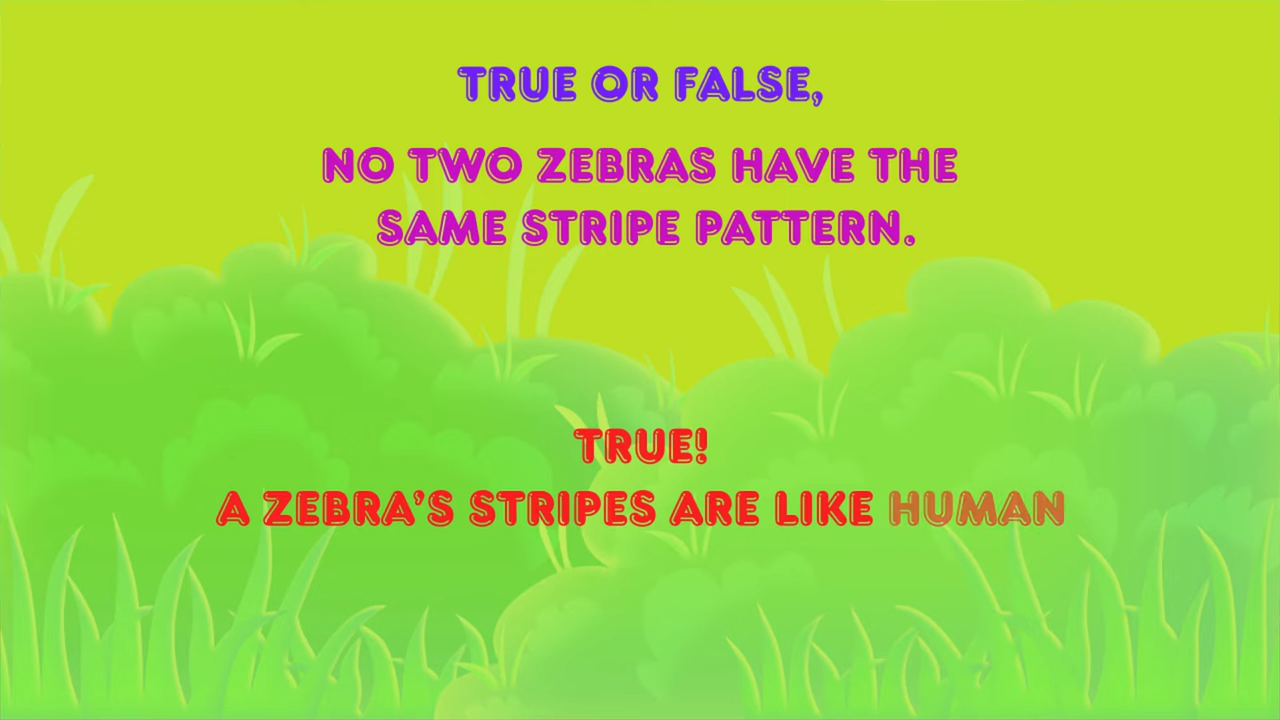 TRUE OR FALSE,
NO TWO ZEBRAS HAVE THE
SAME STRIPE PATTERN.
TRUE!
A ZEBRA’S STRIPES ARE LIKE HUMAN